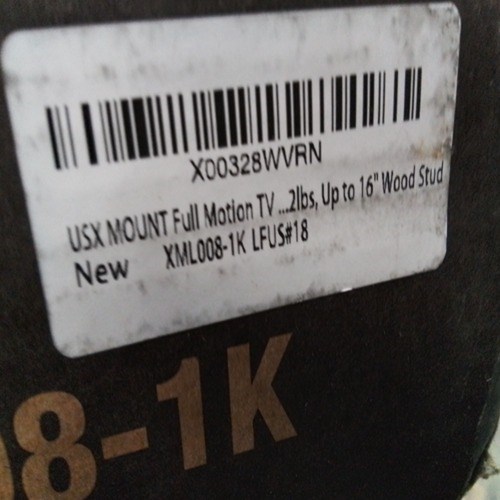 X00328WVRN
USX MOUNT Full Motion TV ...2lbs, Up to 16" Wood Stud
New XML008-1K LFUS#18
08-1K